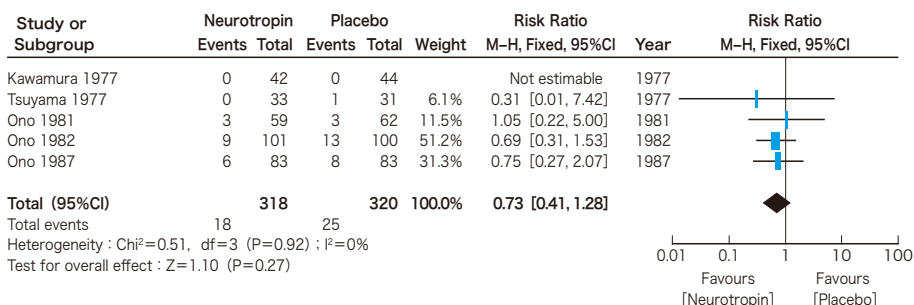 Study or Subgroup Neurotropin Events Total Placebo Events Total Weight Risk Ratio M–H, Fixed, 95%CI Year Risk Ratio M–H, Fixed, 95%CI
Kawamura 1977 0 42 0 44 Not estimable 1977
Tsuyama 1977 0 33 1 31 6.1% 0.31 [0.01, 7.42] 1977
Ono 1981 3 59 3 62 11.5% 1.05 [0.22, 5.00] 1981
Ono 1982 9 101 13 100 51.2% 0.69 [0.31, 1.53] 1982
Ono 1987 6 83 8 83 31.3% 0.75 [0.27, 2.07] 1987
Total (95%CI) 318 320 100.0% 0.73 [0.41, 1.28]
Total events 18 25
Heterogeneity : Chi²=0.51, df=3 (P=0.92) ; I²=0%
Test for overall effect : Z=1.10 (P=0.27)
0.01 0.1 1 10 100
Favours [Neurotropin] Favours [Placebo]